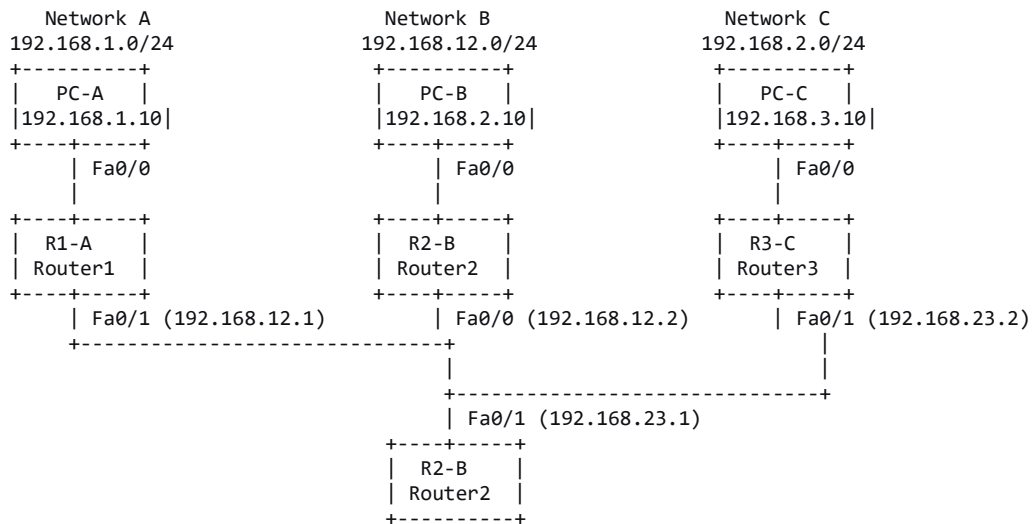 Network A Network B Network C
192.168.1.0/24 192.168.12.0/24 192.168.2.0/24
PC-A PC-B PC-C
192.168.1.10 192.168.2.10 192.168.3.10
Fa0/0 Fa0/0 Fa0/0
R1-A R2-B R3-C
Router1 Router2 Router3
Fa0/1 (192.168.12.1) Fa0/0 (192.168.12.2) Fa0/1 (192.168.23.2)
Fa0/1 (192.168.23.1)
R2-B
Router2